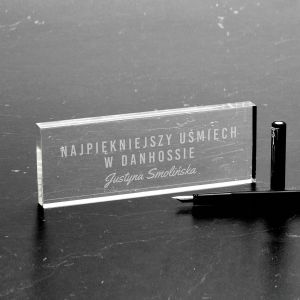 NAJPIĘKNIEJSZY UŚMIECH
W DANHOSSIE
Justyna Smolińska